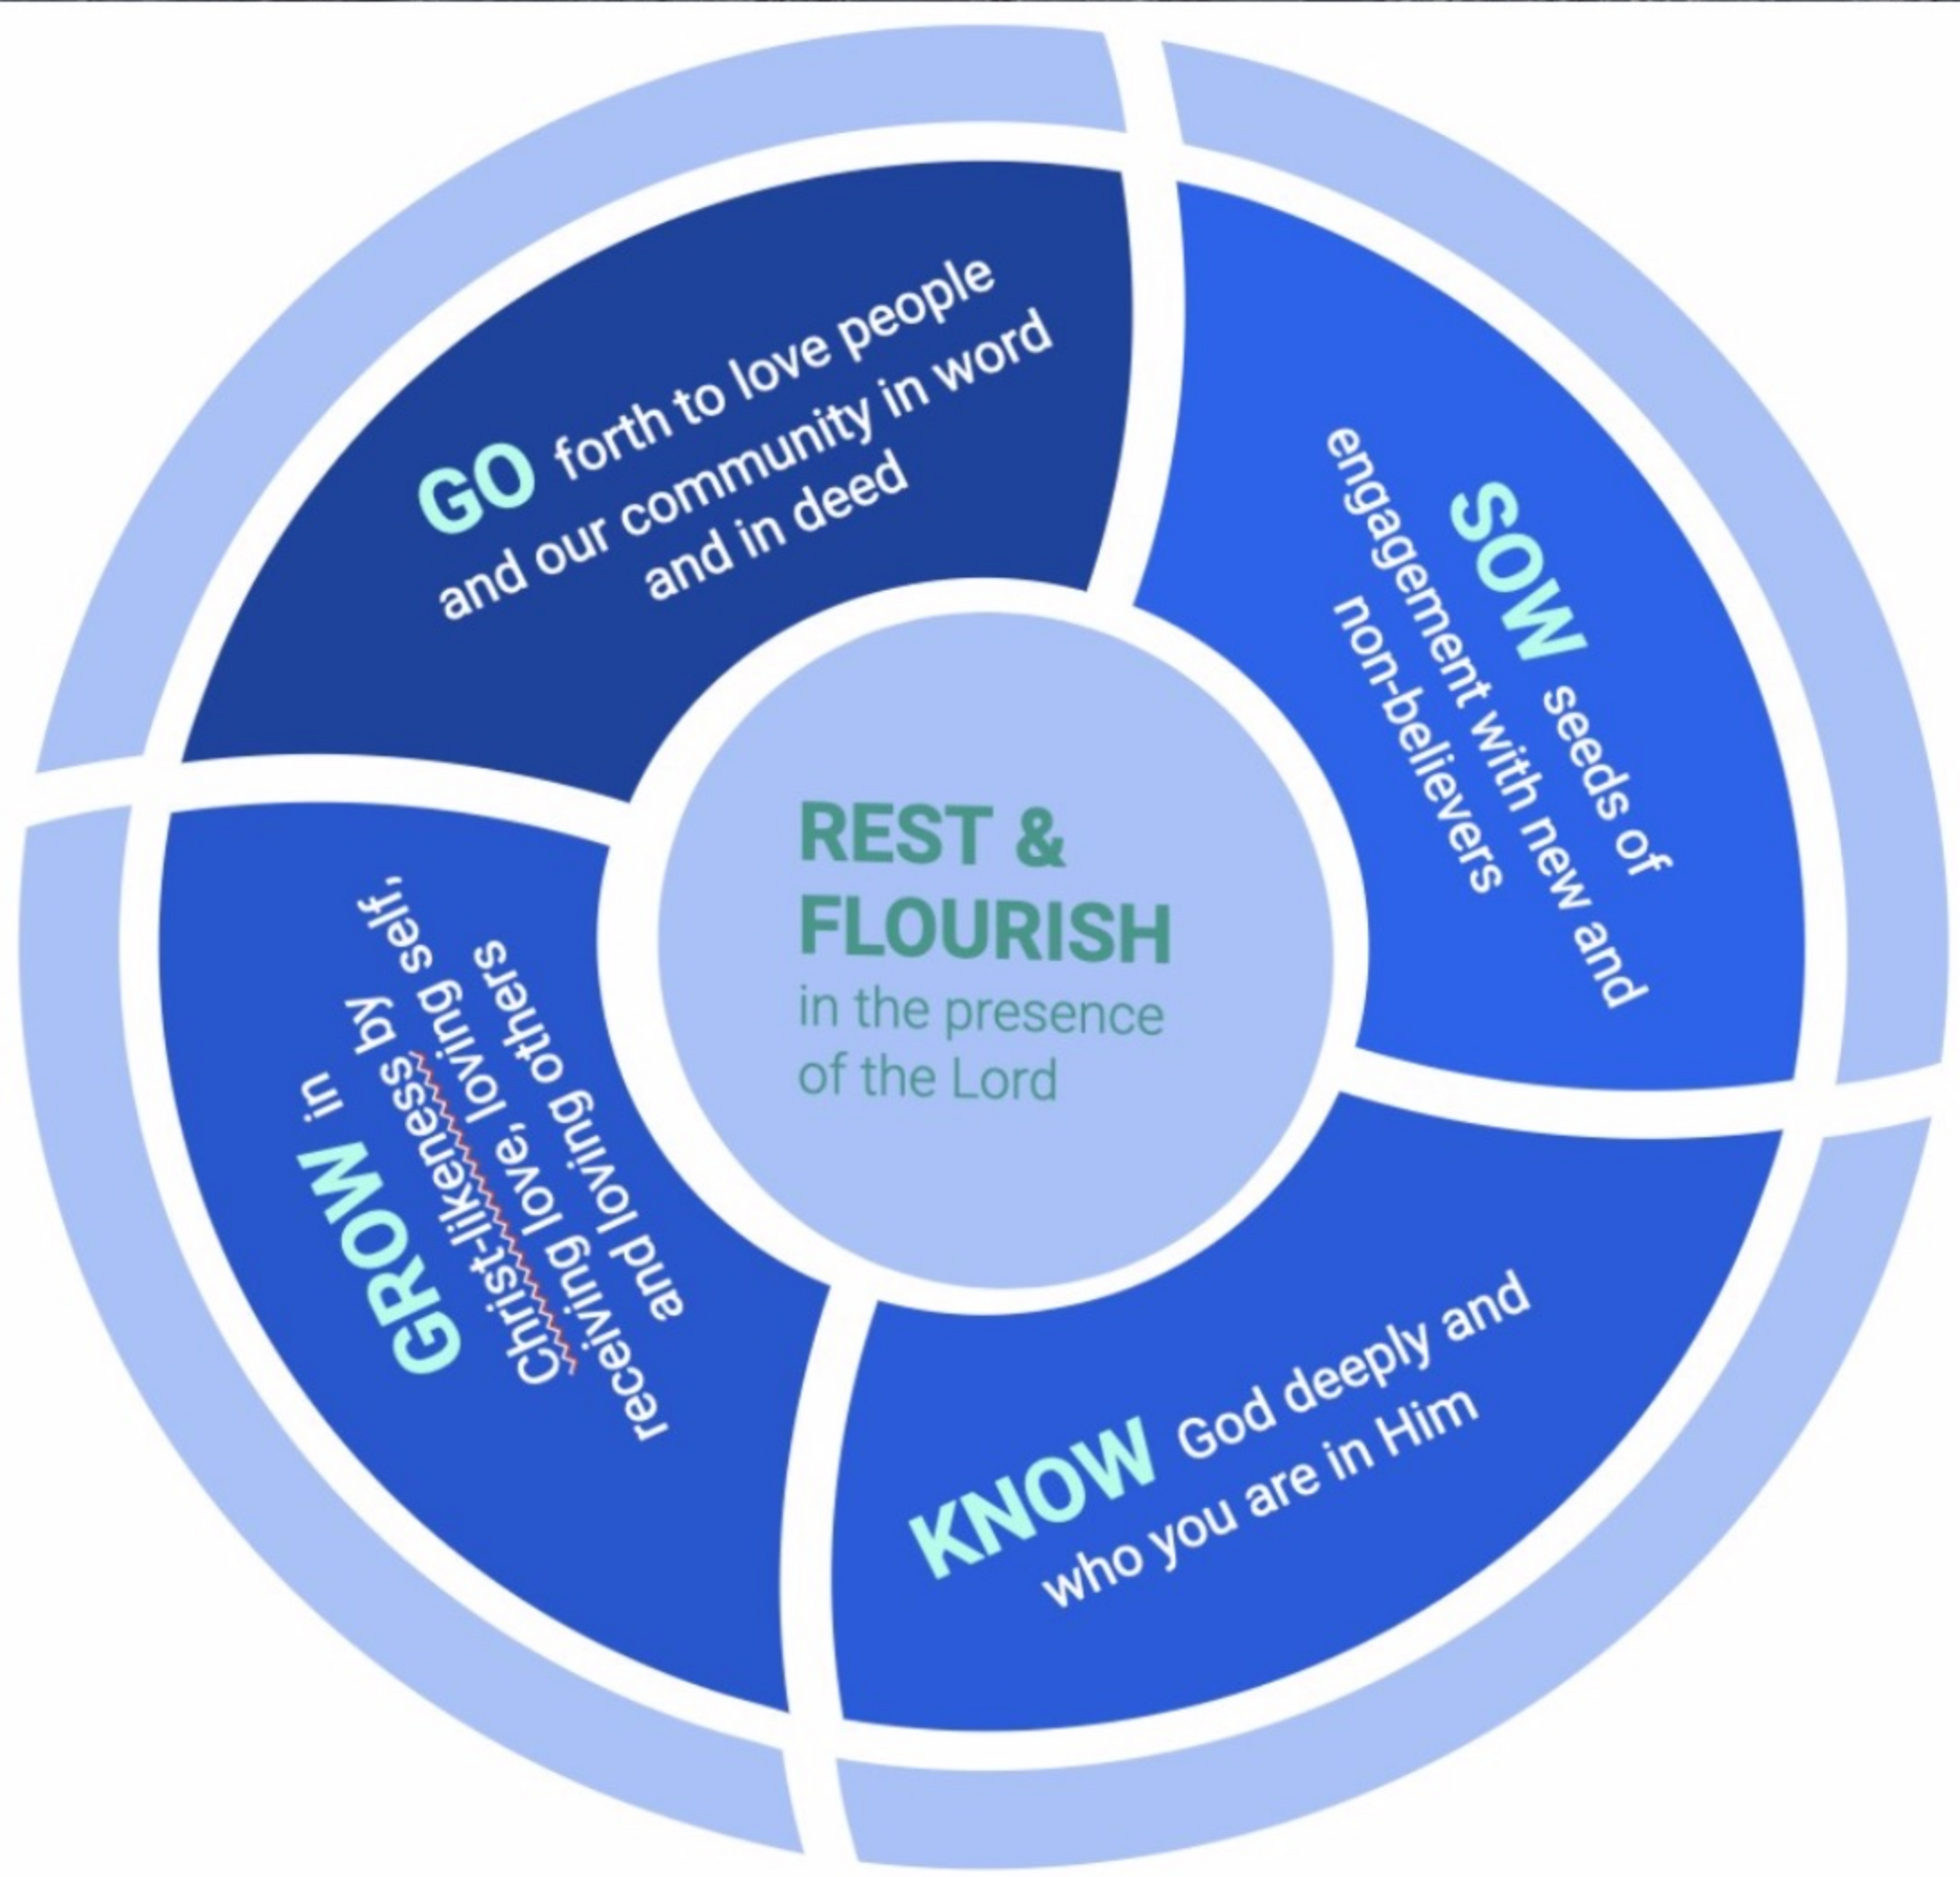 GO forth to love people
and our community in word
and in deed
SOW seeds of
engagement with new and
non-believers
KNOW God deeply and
who you are in Him
GROW in
Christ-likeness by
receiving love, loving self,
and loving others
REST &
FLOURISH
in the presence
of the Lord